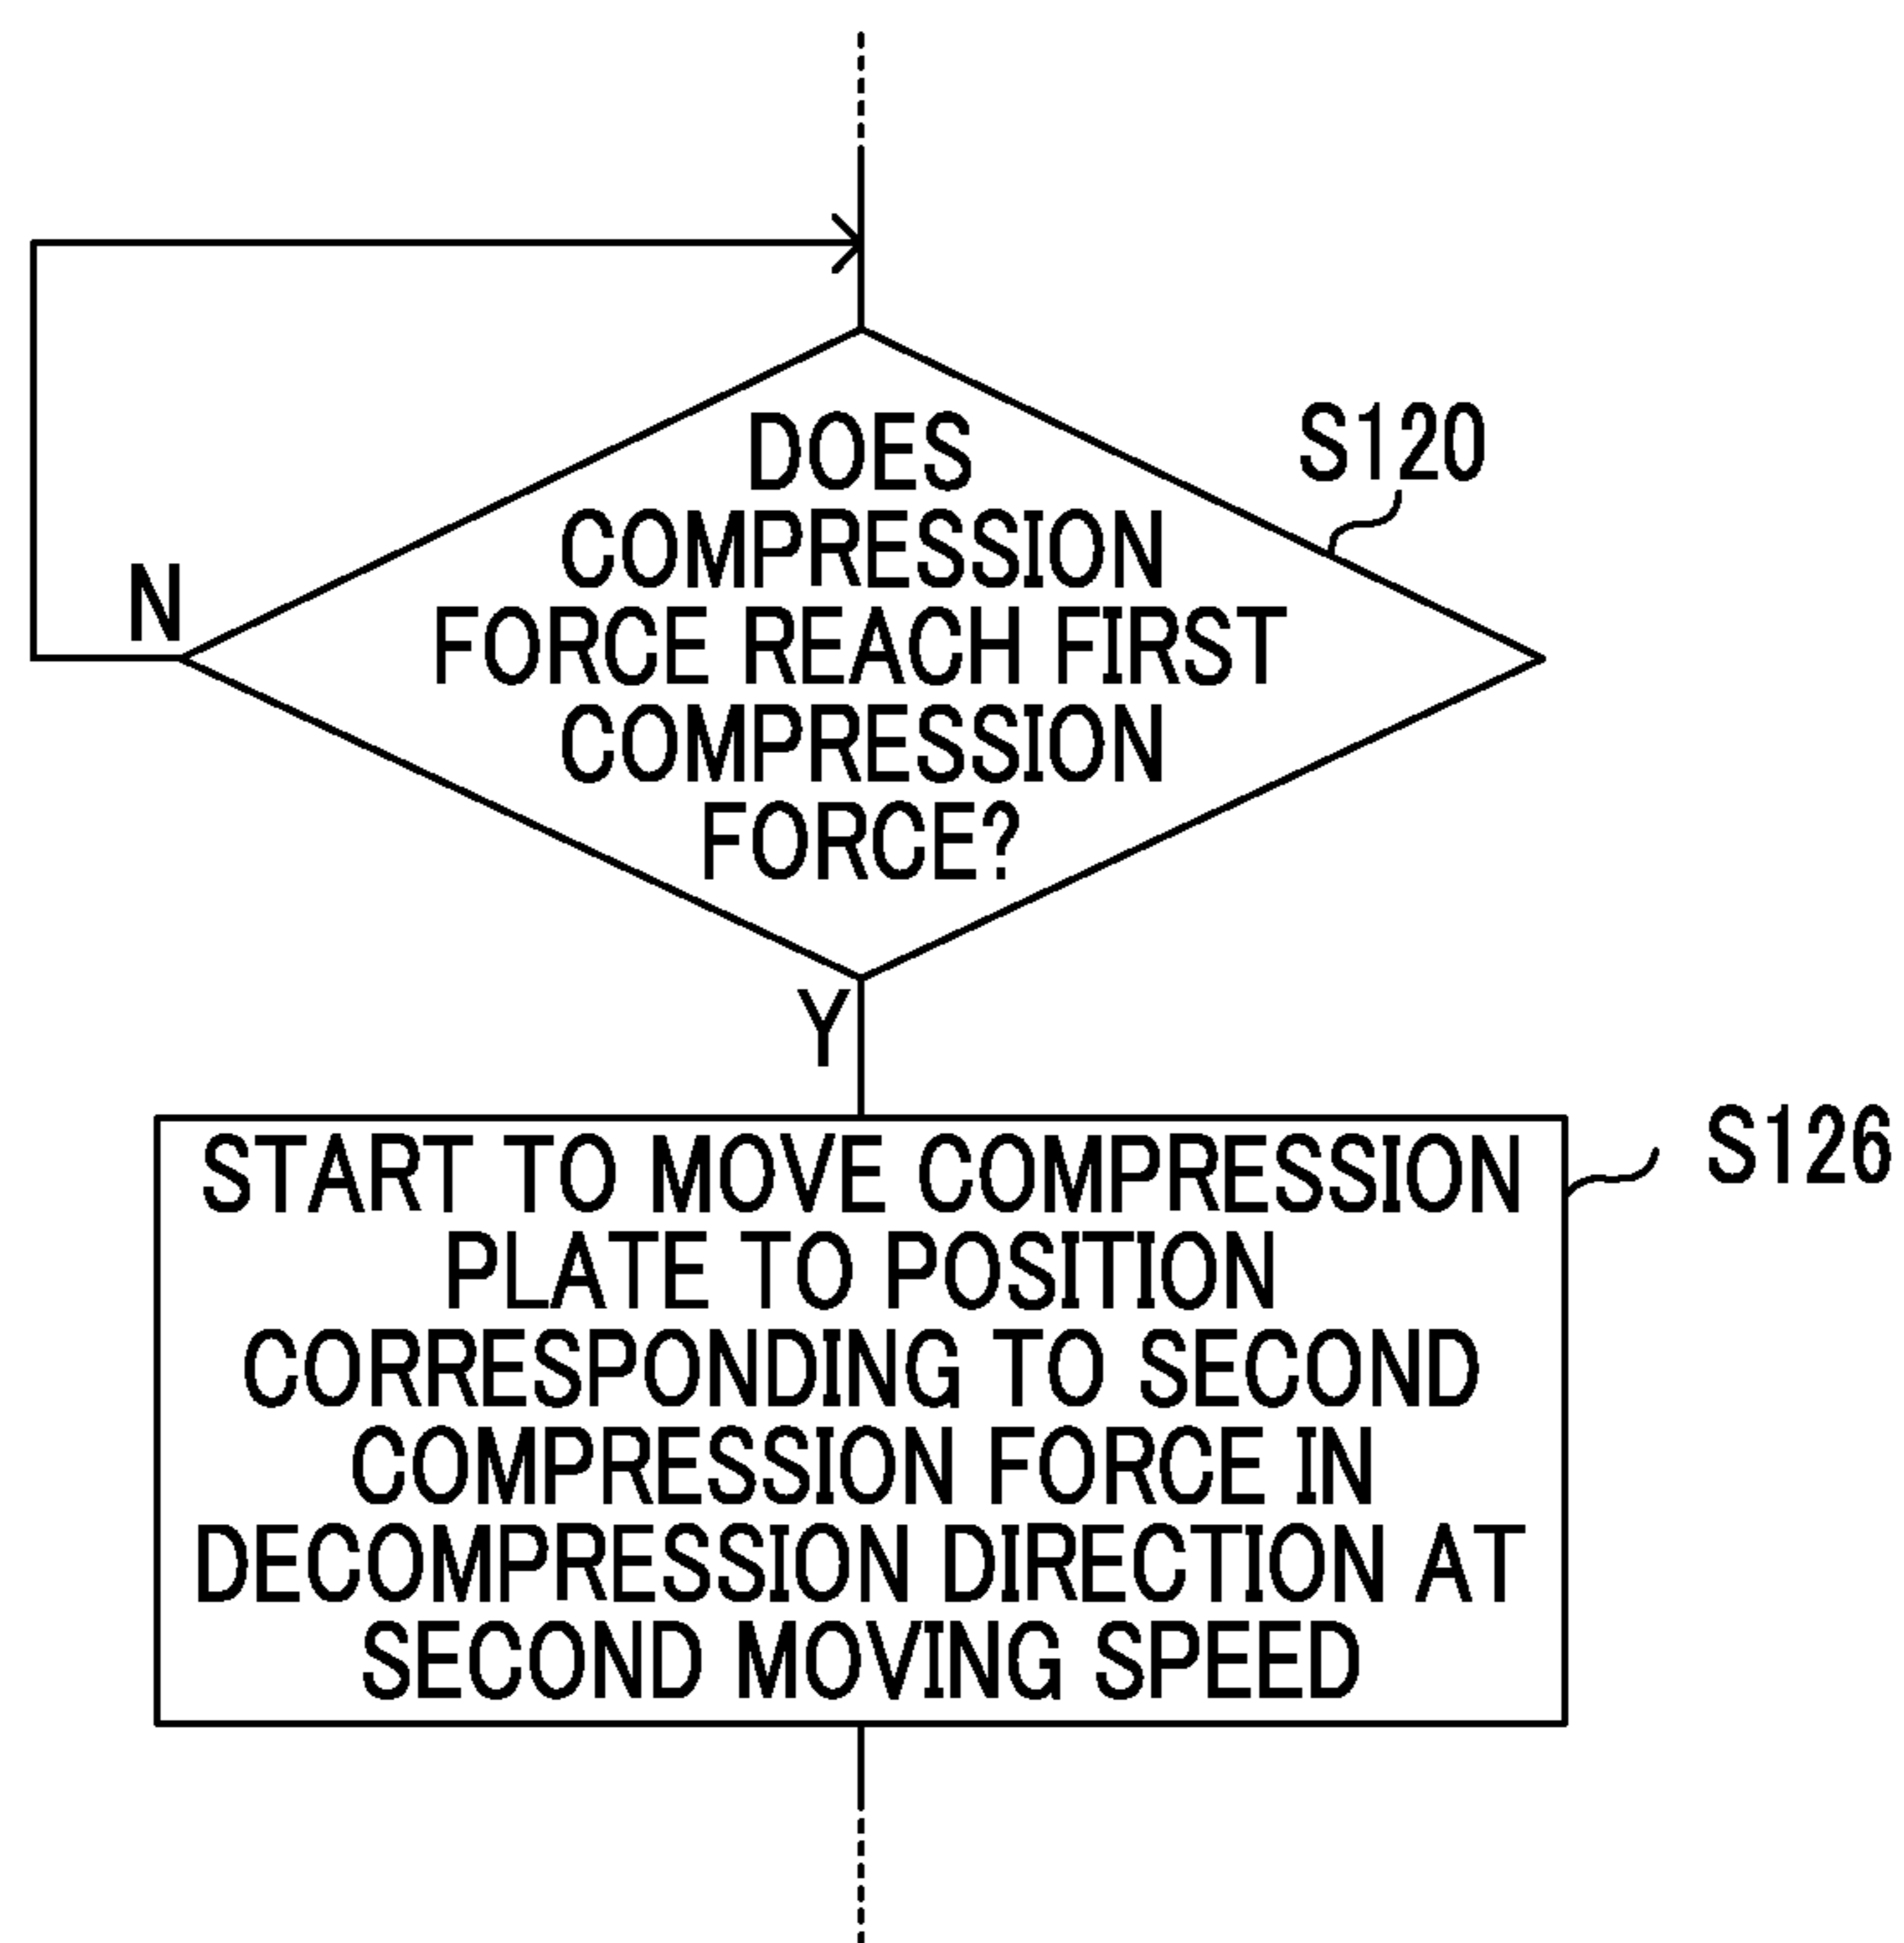 DOES
COMPRESSION
FORCE REACH FIRST
COMPRESSION
FORCE?
S120
N
Y
START TO MOVE COMPRESSION
PLATE TO POSITION
CORRESPONDING TO SECOND
COMPRESSION FORCE IN
DECOMPRESSION DIRECTION AT
SECOND MOVING SPEED
S126